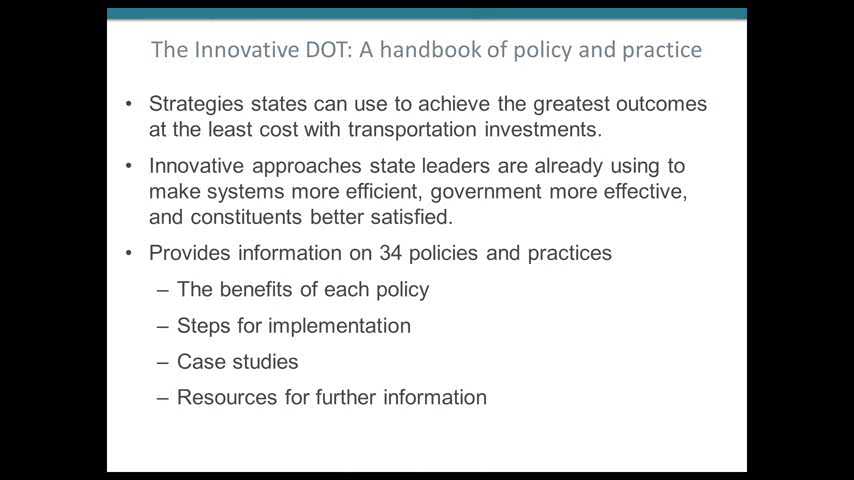 The Innovative DOT: A handbook of policy and practice
• Strategies states can use to achieve the greatest outcomes
at the least cost with transportation investments.
• Innovative approaches state leaders are already using to
make systems more efficient, government more effective,
and constituents better satisfied.
• Provides information on 34 policies and practices
– The benefits of each policy
– Steps for implementation
– Case studies
– Resources for further information